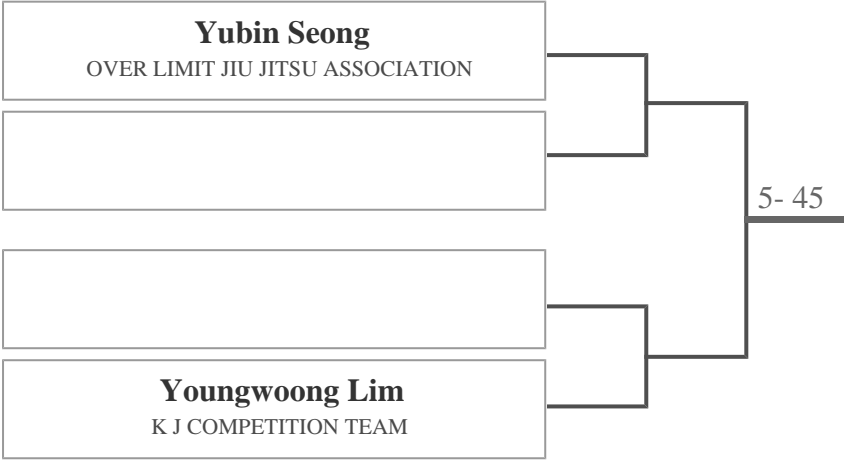 Yubin Seong
OVER LIMIT JIU JITSU ASSOCIATION
5- 45
Youngwoong Lim
K J COMPETITION TEAM